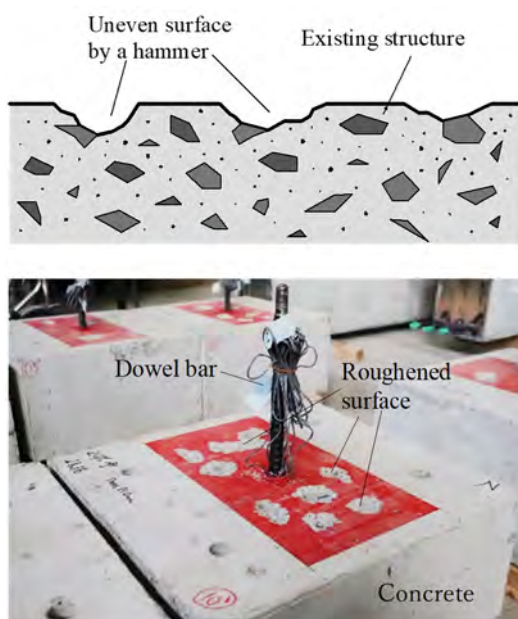 Uneven surface
by a hammer
Existing structure
Dowel bar
Roughened
surface
Concrete